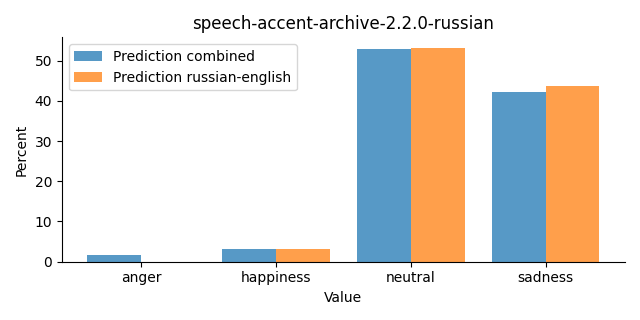 speech-accent-archive-2.2.0-russian
Prediction combined
Prediction russian-english
Percent
50
40
30
20
10
0
anger happiness neutral sadness
Value